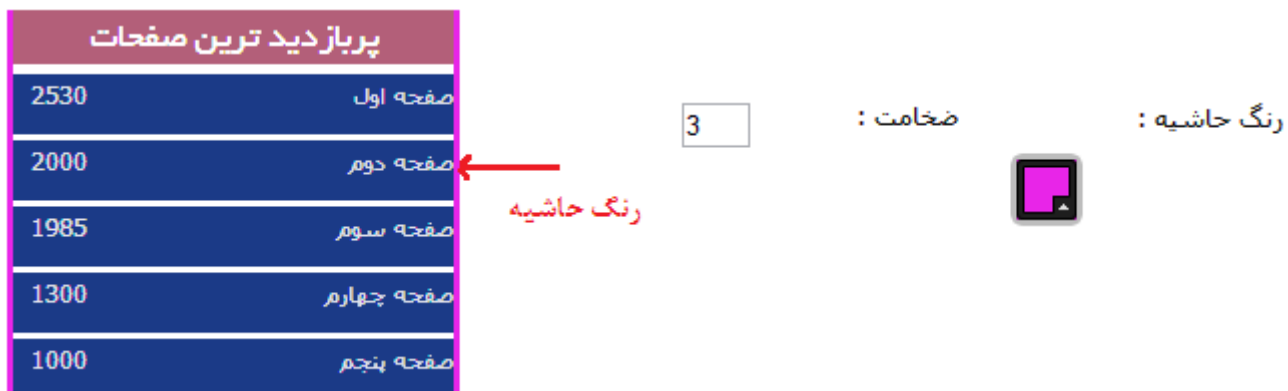 پربازدید ترین صفحات
صفحه اول 2530
صفحه دوم 2000
صفحه سوم 1985
صفحه چهارم 1300
صفحه پنجم 1000
رنگ حاشیه
رنگ حاشیه :
ضخامت :
3